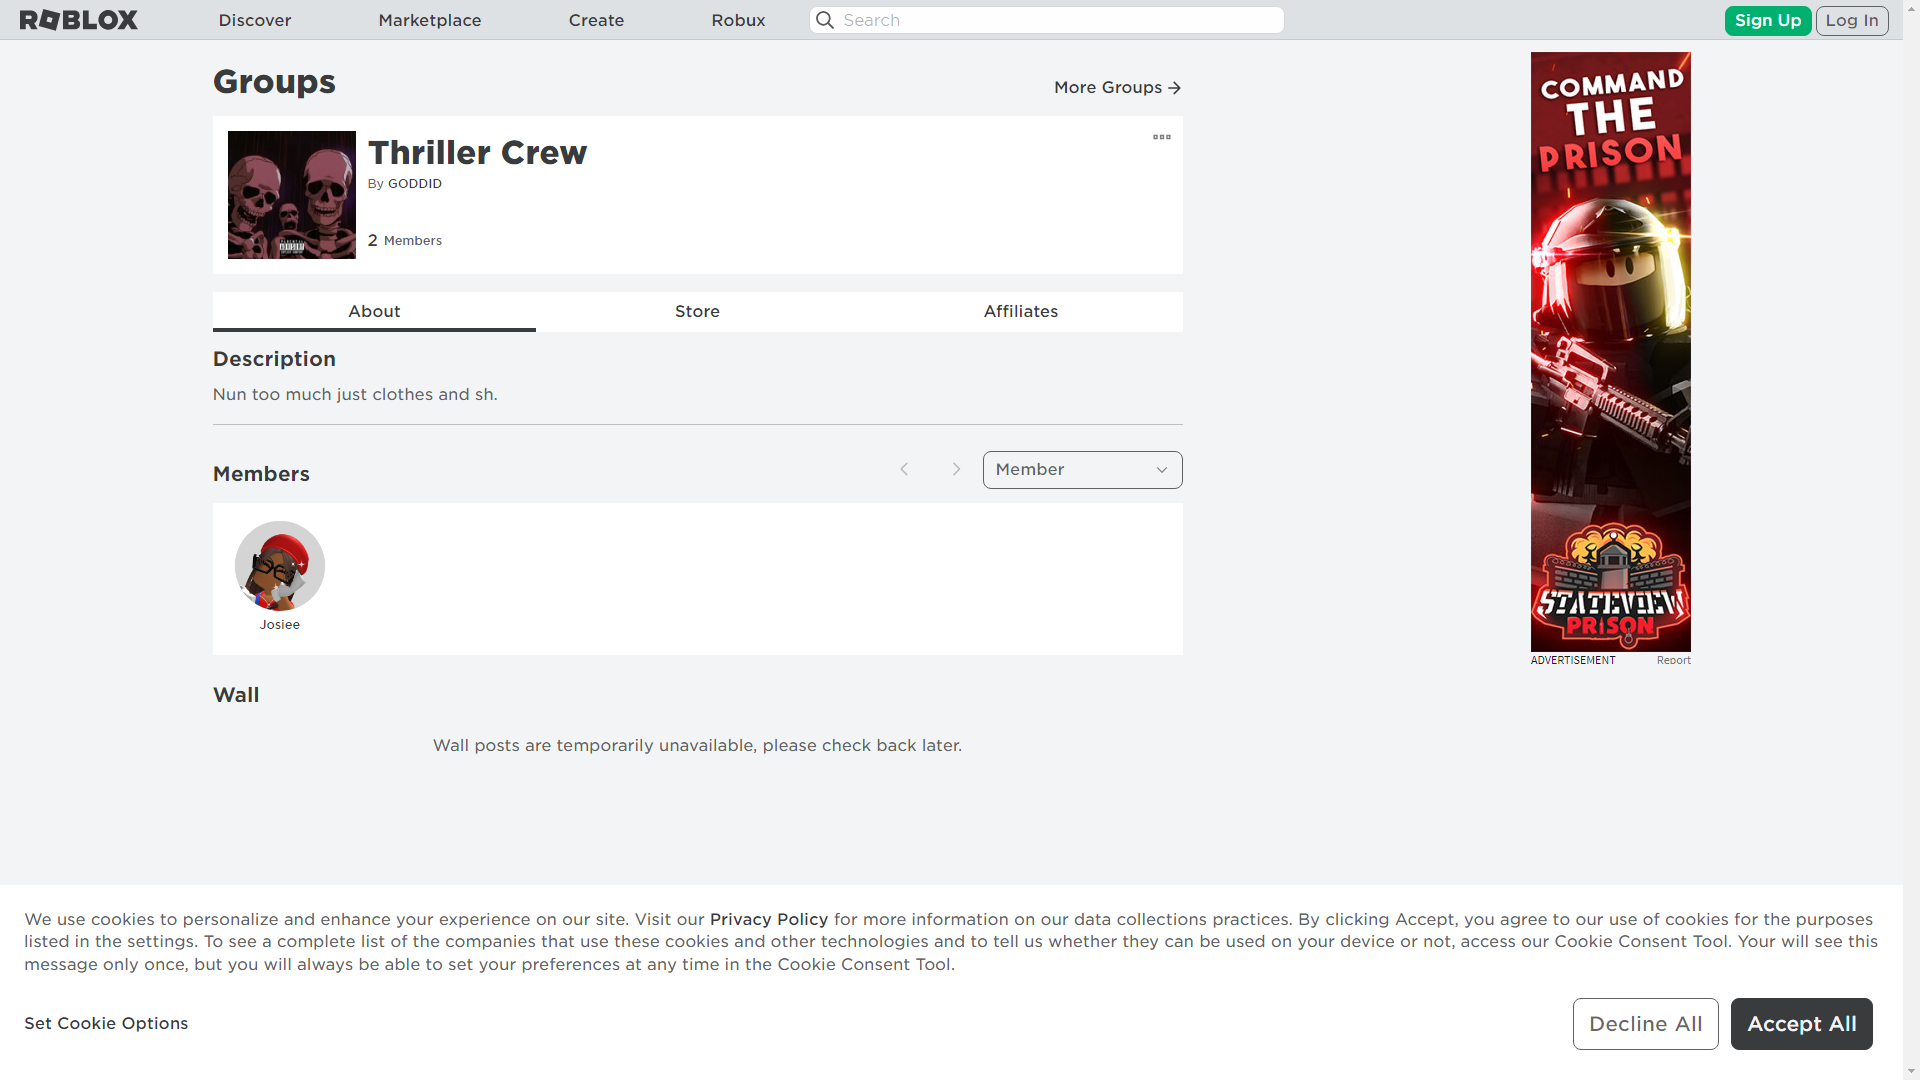 ROBLOX
Discover
Marketplace
Create
Robux
Search
Sign Up
Log In
Groups
More Groups
Thriller Crew
By GODDID
2 Members
About
Store
Affiliates
Description
Nun too much just clothes and sh.
Members
Member
Josiee
Wall
Wall posts are temporarily unavailable, please check back later.
COMMAND
THE
PRISON
STATEVIEW
PRISON
ADVERTISEMENT
Report
We use cookies to personalize and enhance your experience on our site. Visit our Privacy Policy for more information on our data collections practices. By clicking Accept, you agree to our use of cookies for the purposes
listed in the settings. To see a complete list of the companies that use these cookies and other technologies and to tell us whether they can be used on your device or not, access our Cookie Consent Tool. Your will see this
message only once, but you will always be able to set your preferences at any time in the Cookie Consent Tool.
Set Cookie Options
Decline All
Accept All